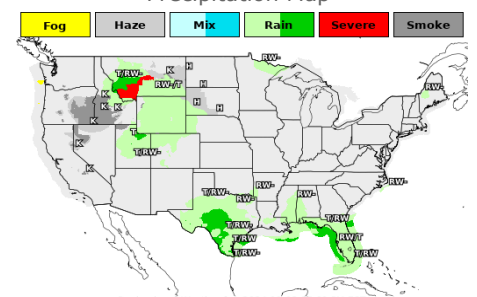 Precipitation Map
Fog Haze Mix Rain Severe Smoke
RW-
T/RW- K H
RW-/T H
RW-
K
K K H H
K
T
K
T/RW-
K
RW-
T/RW- RW- RW-
RW-
T/RW- T/RW
T/RW RW/T
T/RW- T/RW